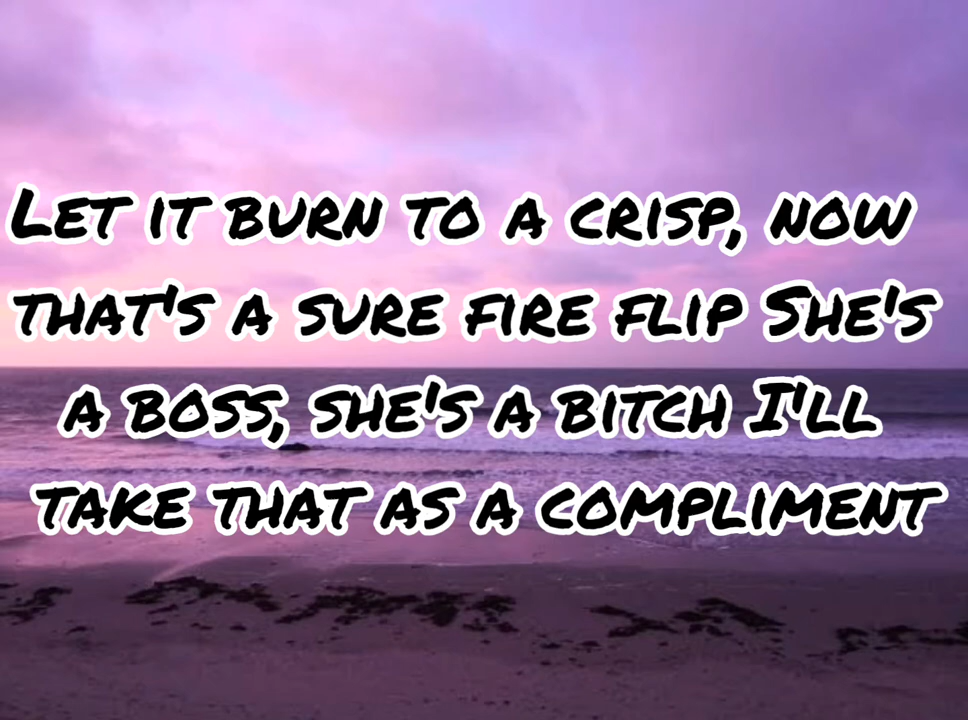 Let it burn to a crisp, now
that's a sure fire flip She's
a boss, she's a bitch I'll
take that as a compliment